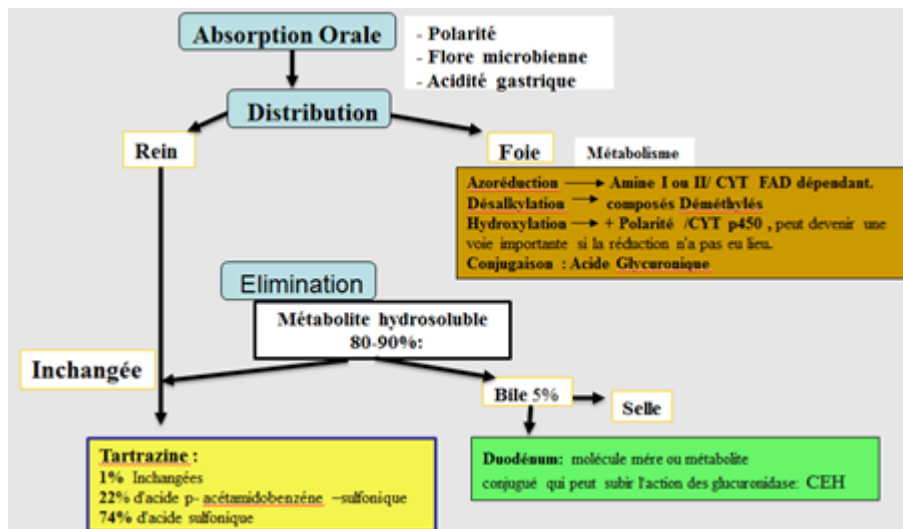 Absorption Orale
- Polarité
- Flore microbienne
- Acidité gastrique
Distribution
Rein
Foie
Métabolisme
Azoréduction Amine I ou II/ CYT FAD dépendant.
Désalkylation composés Déméthylés
Hydroxylation + Polarité /CYT p450 , peut devenir une
voie importante si la réduction n'a pas eu lieu.
Conjugaison : Acide Glycuronique
Elimination
Métabolite hydrosoluble
80-90%:
Inchangée
Bile 5%
Selle
Tartrazine :
1% Inchangées
22% d'acide p- acétamidobenzéne –sulfonique
74% d'acide sulfonique
Duodénum: molécule mére ou métabolite
conjugué qui peut subir l'action des glucuronidase: CEH